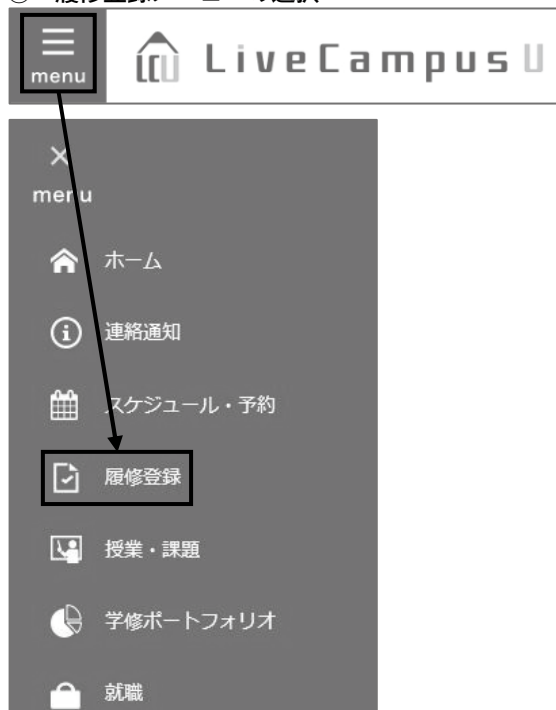 menu
LiveCampusU
×
menu
ホーム
連絡通知
スケジュール・予約
履修登録
授業・課題
学修ポートフォリオ
就職